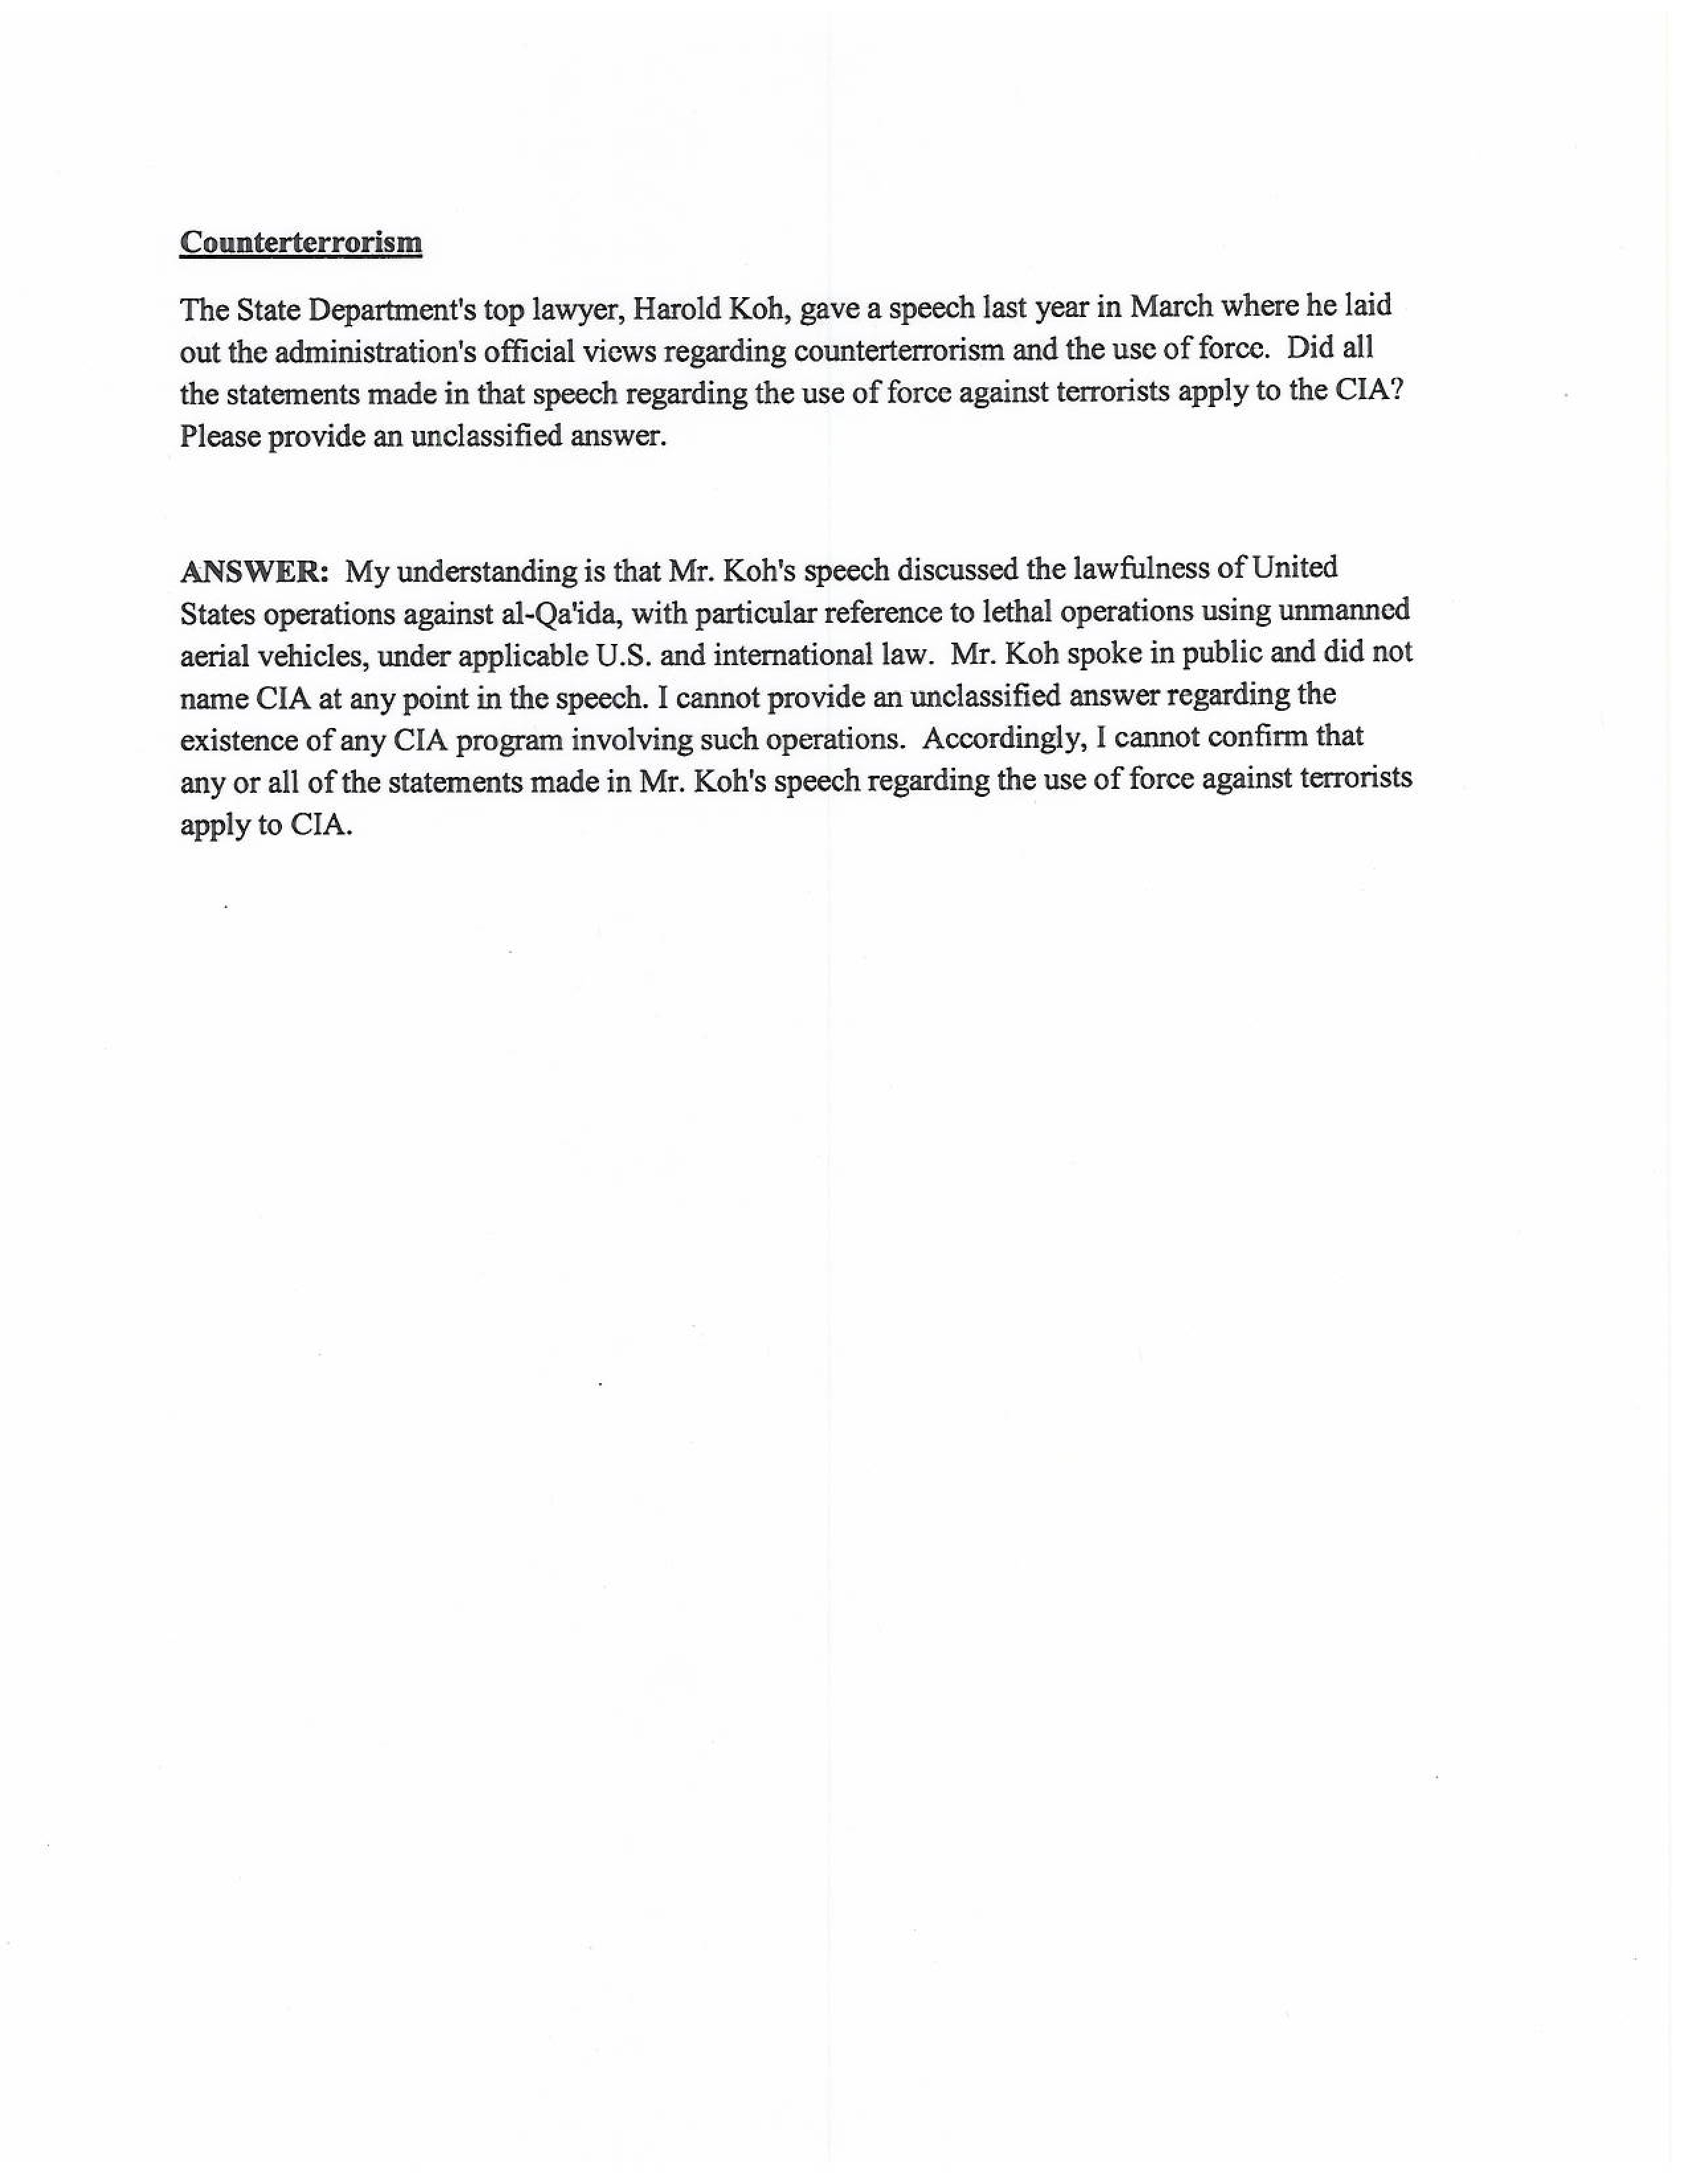 Counterterrorism
The State Department's top lawyer, Harold Koh, gave a speech last year in March where he laid
out the administration's official views regarding counterterrorism and the use of force.  Did all
the statements made in that speech regarding the use of force against terrorists apply to the CIA?
Please provide an unclassified answer.
ANSWER:  My understanding is that Mr. Koh's speech discussed the lawfulness of United
States operations against al-Qa'ida, with particular reference to lethal operations using unmanned
aerial vehicles, under applicable U.S. and international law.  Mr. Koh spoke in public and did not
name CIA at any point in the speech. I cannot provide an unclassified answer regarding the
existence of any CIA program involving such operations.  Accordingly, I cannot confirm that
any or all of the statements made in Mr. Koh's speech regarding the use of force against terrorists
apply to CIA.